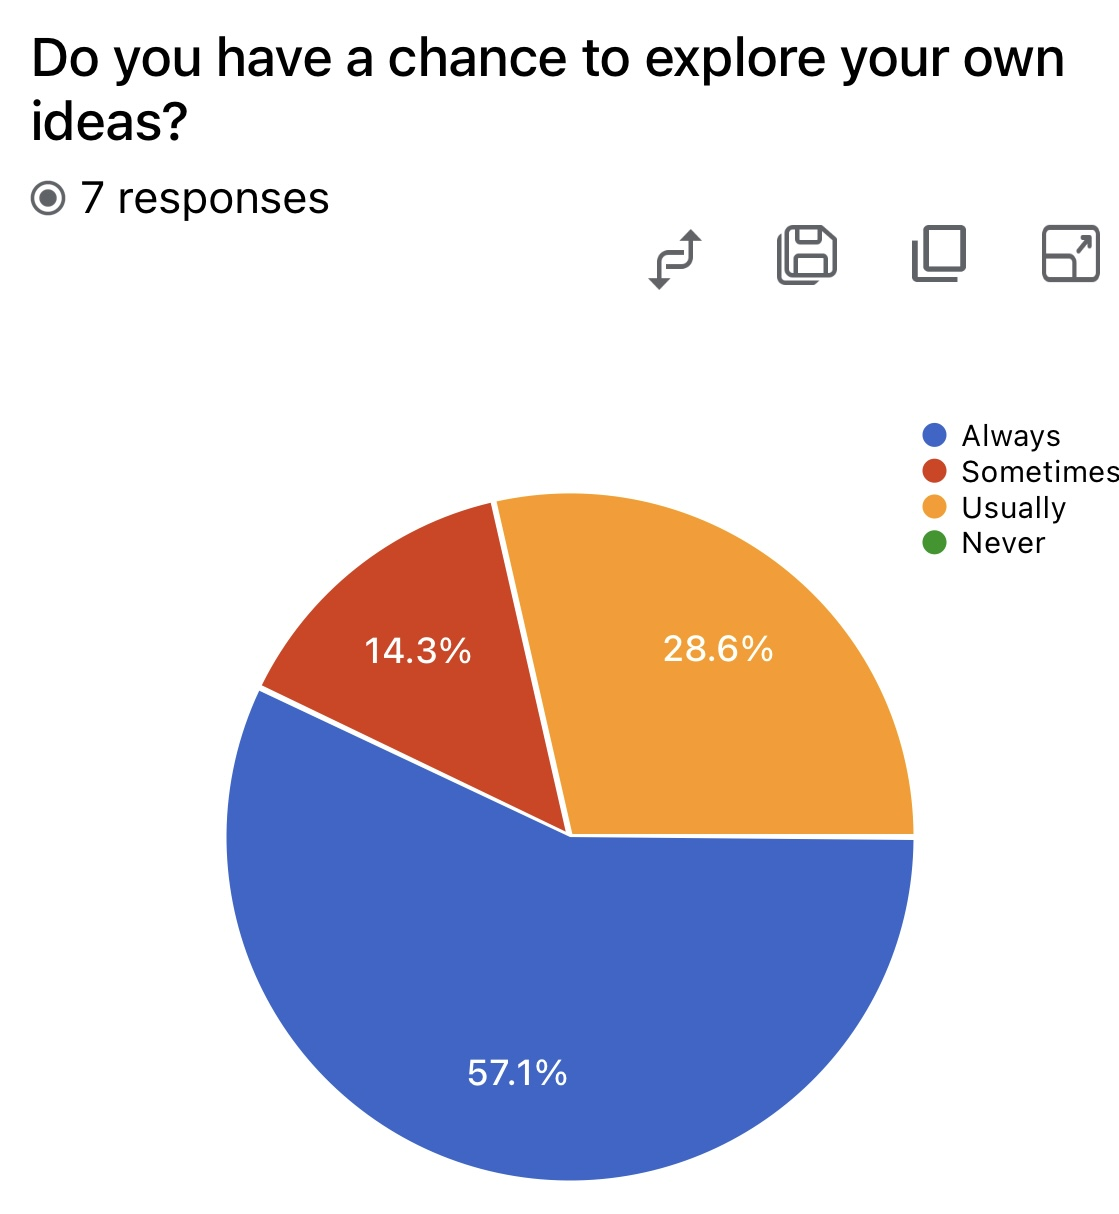 Do you have a chance to explore your own
ideas?
7 responses
Always
Sometimes
Usually
Never
14.3%
28.6%
57.1%